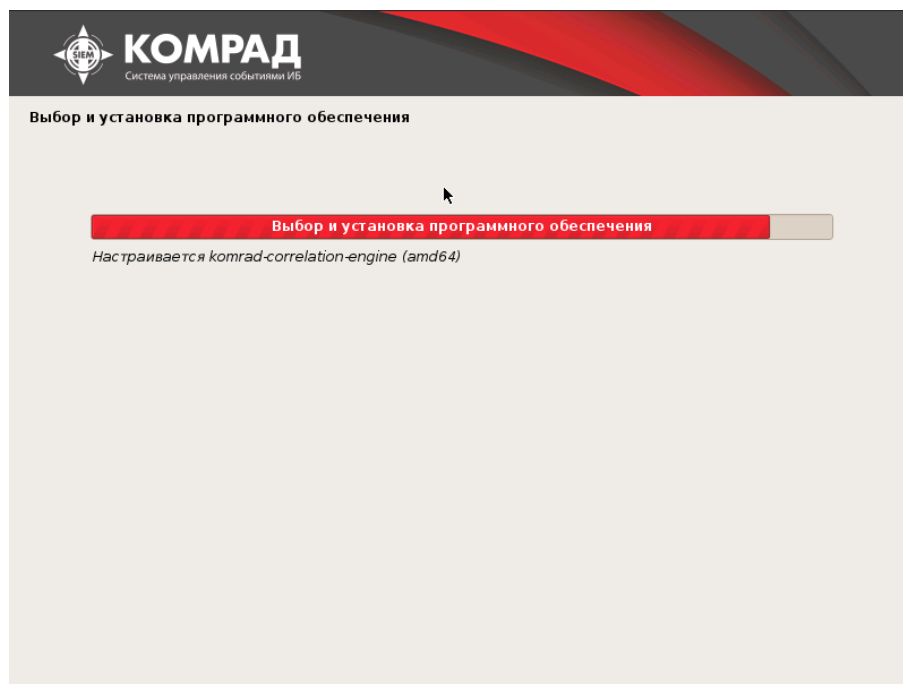 SIEM
КОМРАД
Система управления событиями ИБ
Выбор и установка программного обеспечения
Выбор и установка программного обеспечения
Настраивается komrad-correlation-engine (amd64)